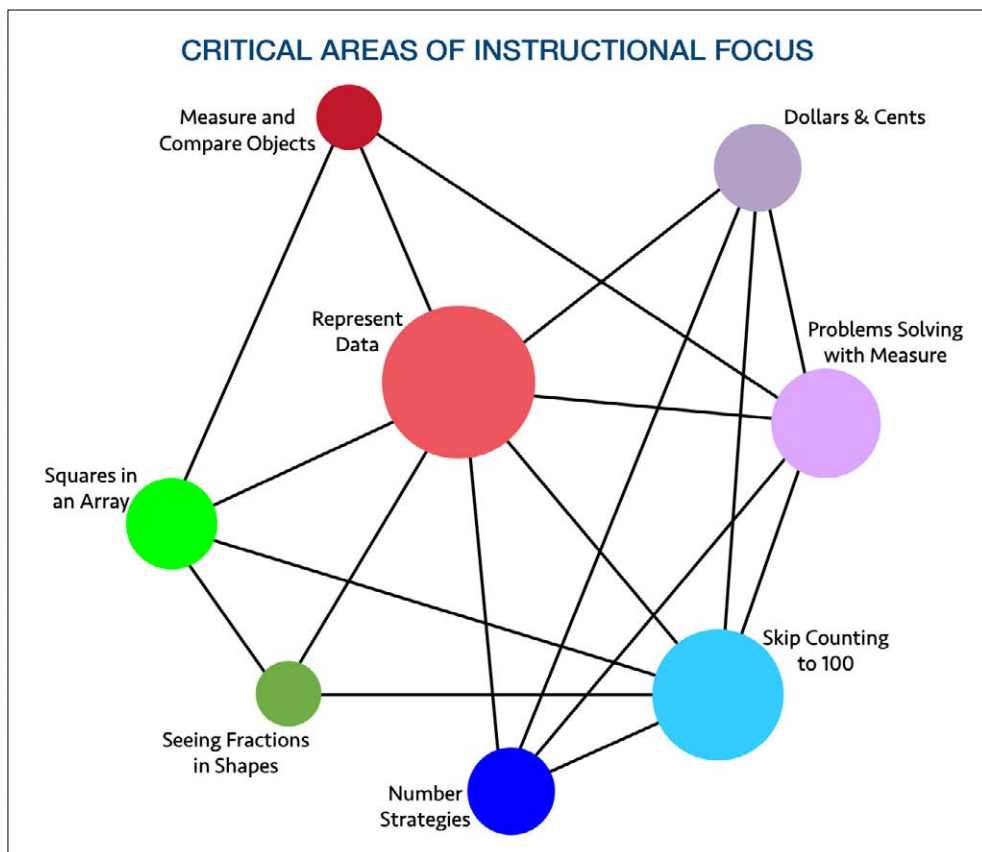 CRITICAL AREAS OF INSTRUCTIONAL FOCUS
Measure and
Compare Objects
Dollars & Cents
Represent
Data
Problems Solving
with Measure
Squares in
an Array
Skip Counting
to 100
Seeing Fractions
in Shapes
Number
Strategies